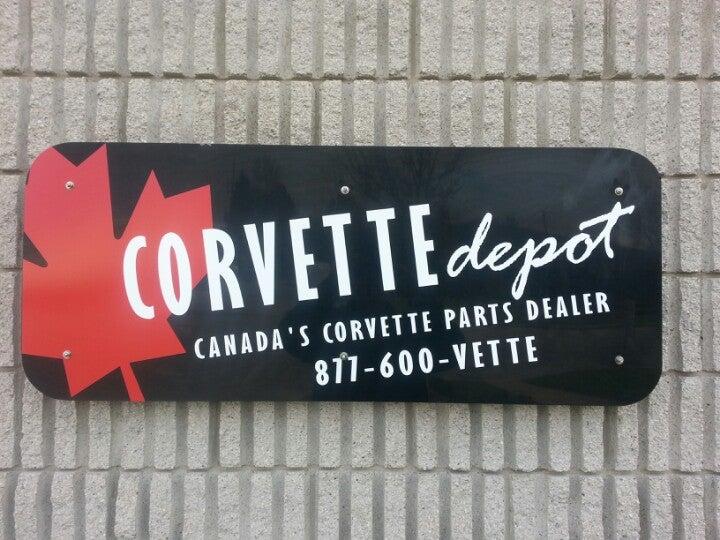 CORVETTE depot
CANADA'S CORVETTE PARTS DEALER
877-600-VETTE